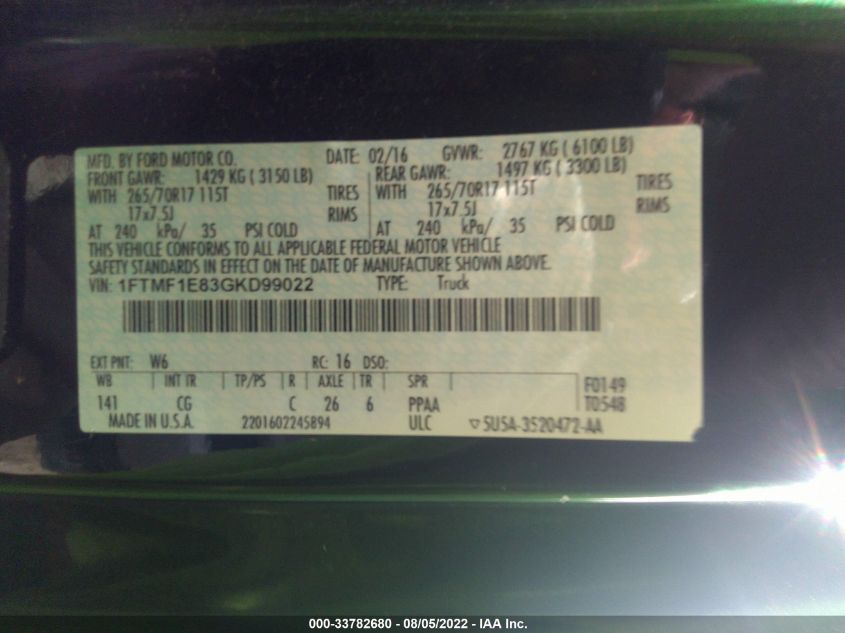 MFD. BY FORD MOTOR CO. DATE: 02/16 GVWR: 2767 KG ( 6100 LB)
FRONT GAWR: 1429 KG ( 3150 LB) REAR GAWR: 1497 KG ( 3300 LB)
WITH 265/70R17 115T TIRES WITH 265/70R17 115T TIRES
17x7.5J RIMS 17x7.5J RIMS
AT 240 kPa/ 35 PSI COLD AT 240 kPa/ 35 PSI COLD
THIS VEHICLE CONFORMS TO ALL APPLICABLE FEDERAL MOTOR VEHICLE
SAFETY STANDARDS IN EFFECT ON THE DATE OF MANUFACTURE SHOWN ABOVE.
VIN: 1FTMF1E83GKD99022 TYPE: Truck
EXT PNT: W6 RC: 16 DSO:
WB INT TR TP/PS R AXLE TR SPR F0149
141 CG C 26 6 PPAA T0548
MADE IN U.S.A. 2201602245894 ULC ▽ 5U5A-3520472-AA
000-33782680 - 08/05/2022 - IAA Inc.